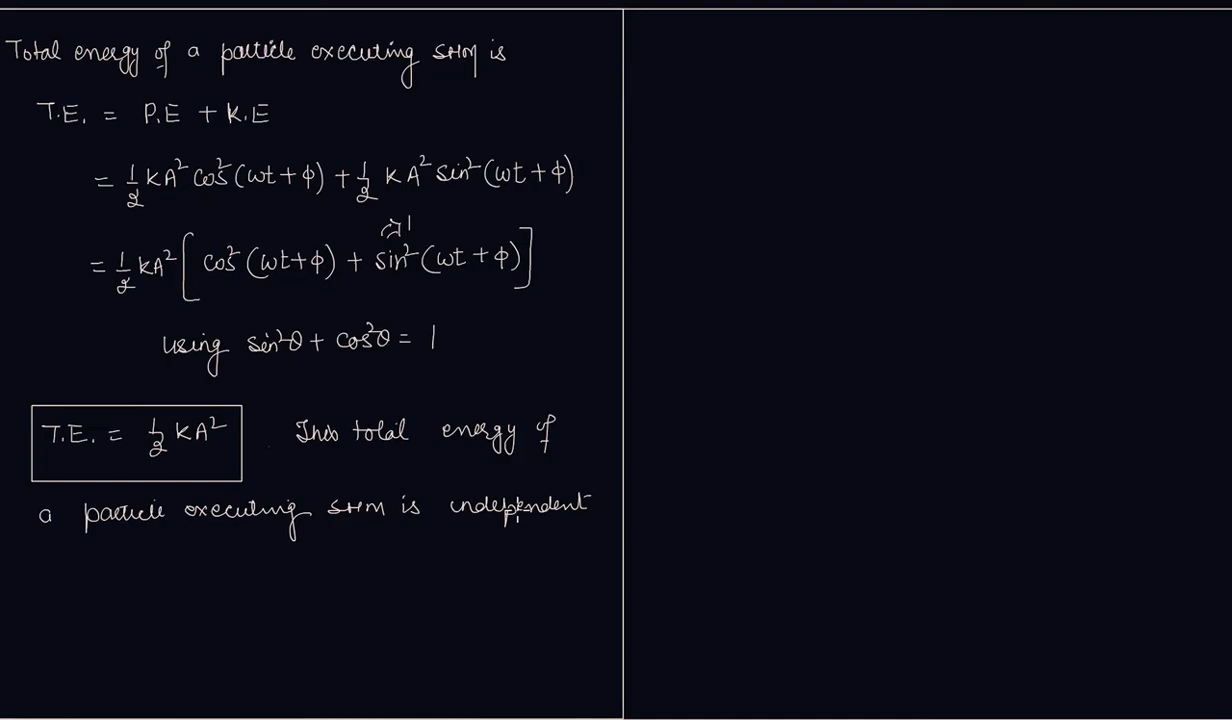 Total energy of a particle executing SHM is
T.E. = P.E + K.E
= 1/2 KA² cos²(ωt + ϕ) + 1/2 KA² sin²(ωt + ϕ)
⇒1
= 1/2 KA² [cos²(ωt + ϕ) + sin²(ωt + ϕ)]
using sin²θ + cos²θ = 1
T.E. = 1/2 KA² Thus total energy of
a particle executing SHM is independent